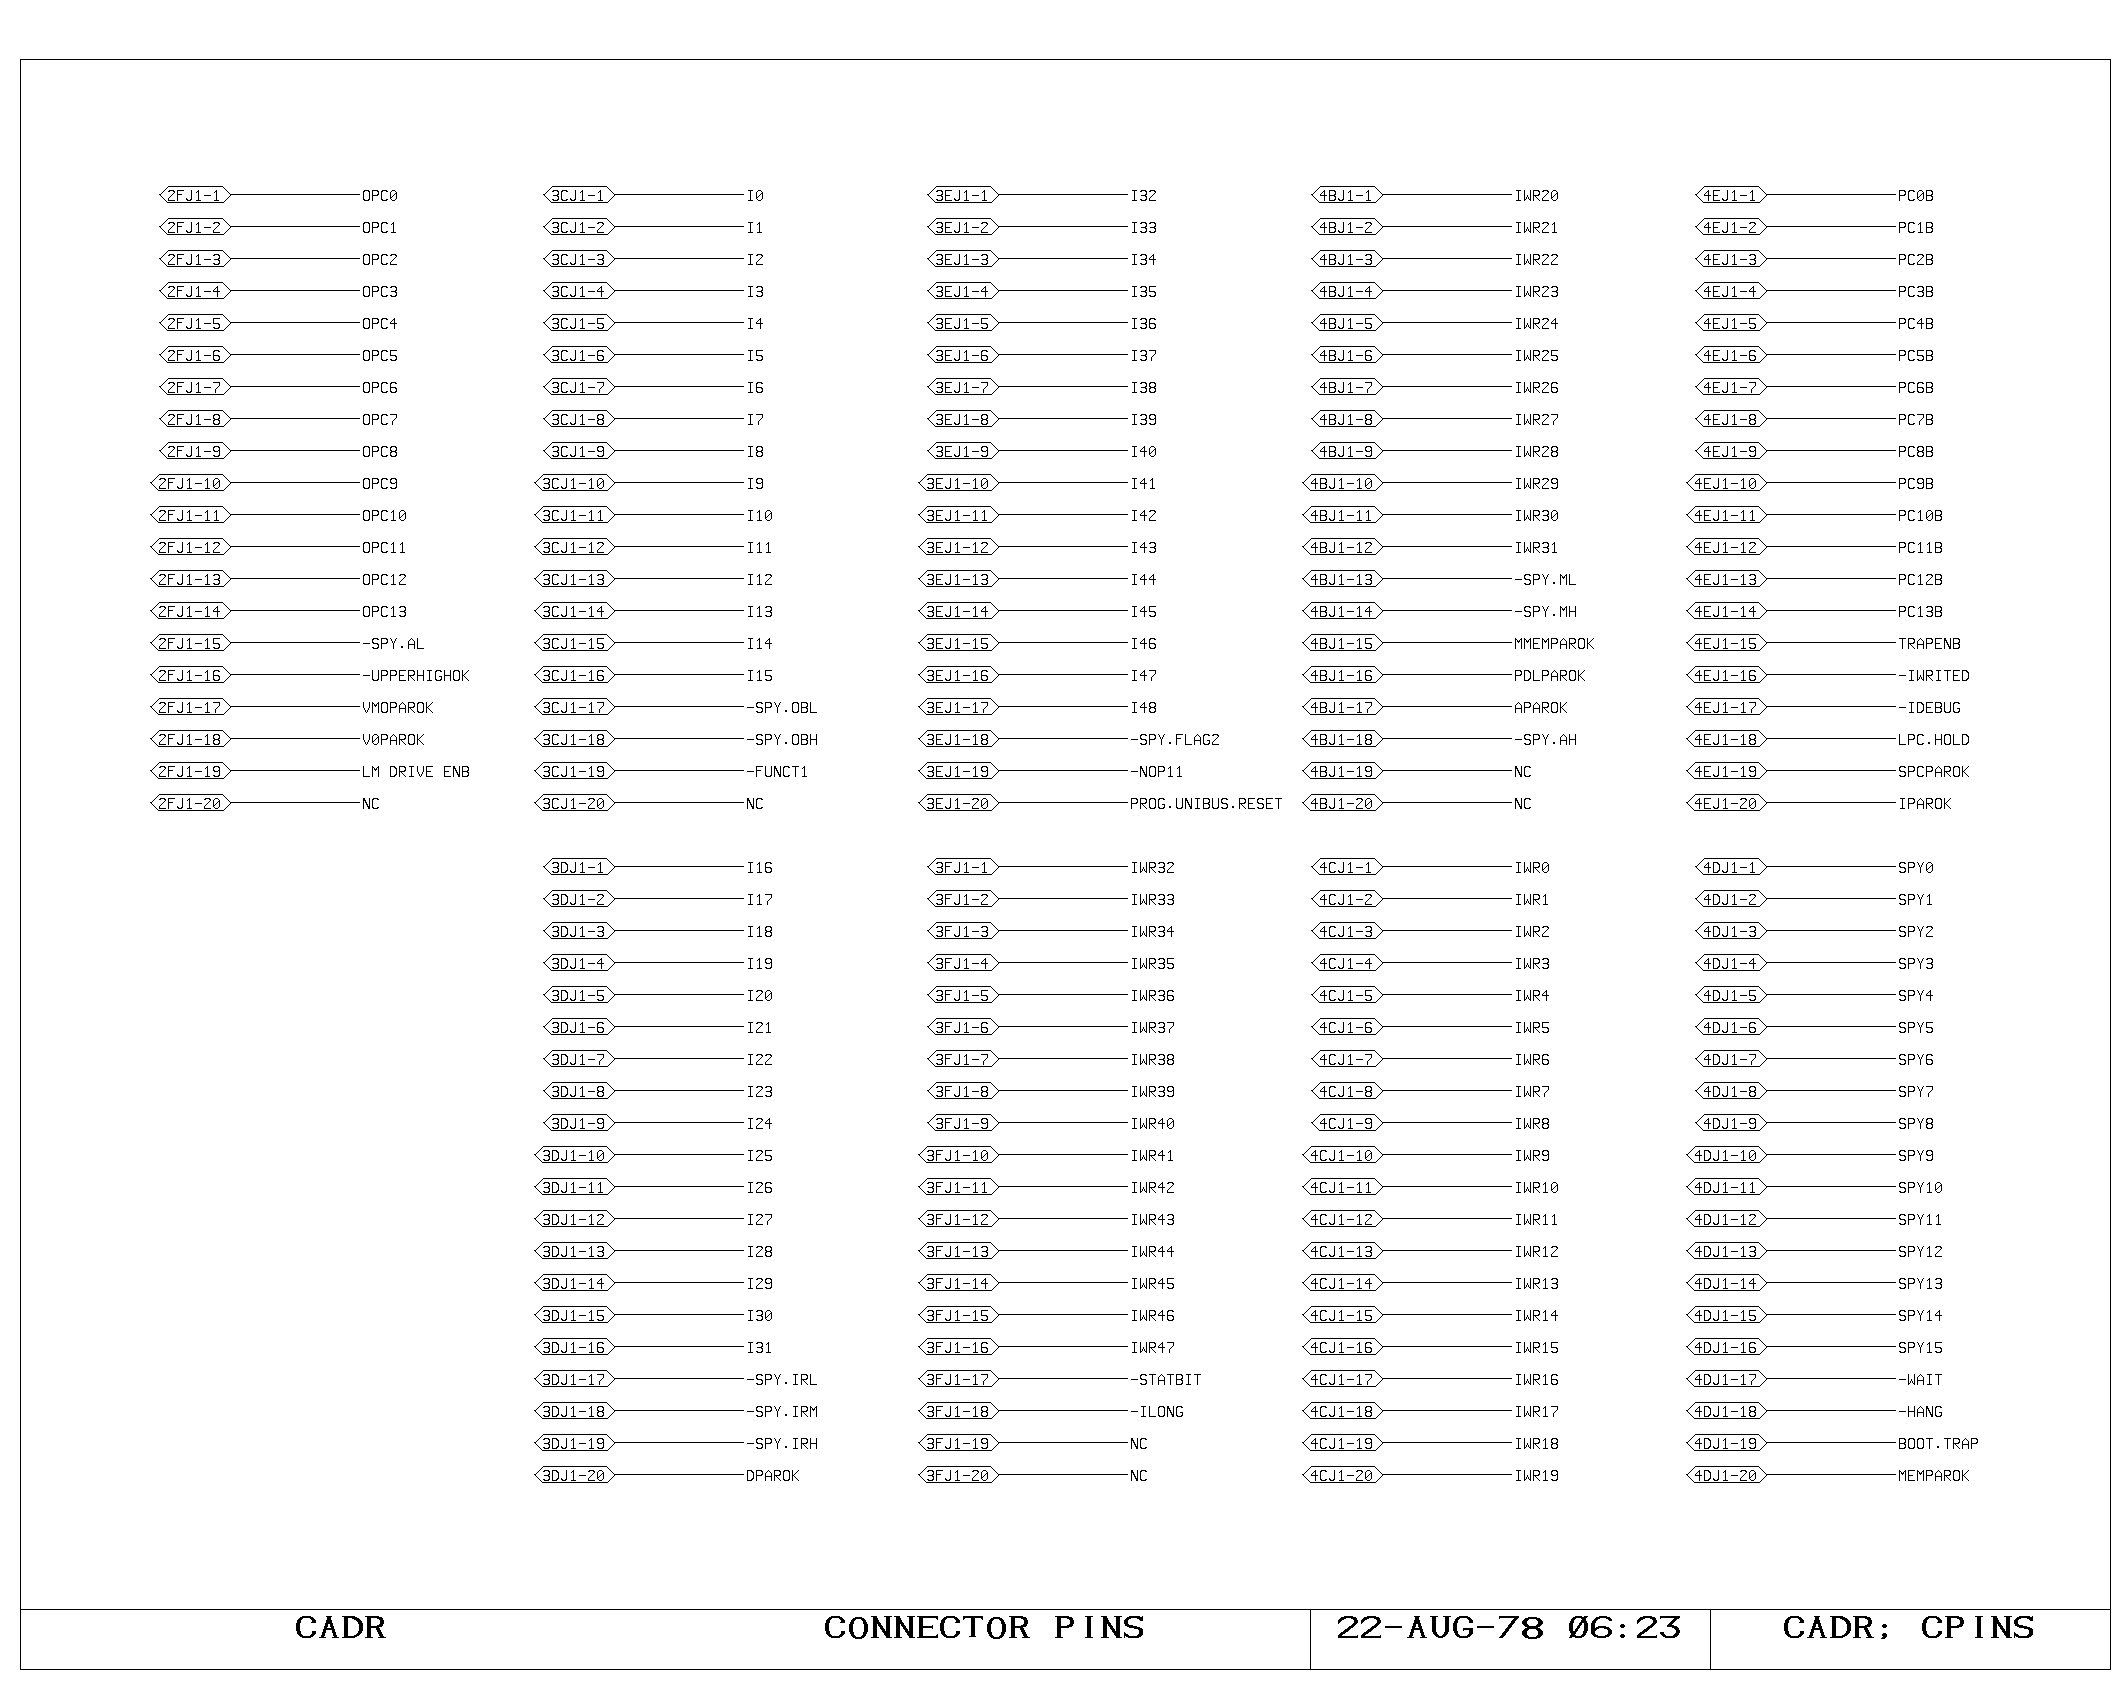 2FJ1-1 OPC0 3CJ1-1 I0 3EJ1-1 I32 4BJ1-1 IWR20 4EJ1-1 PC0B
2FJ1-2 OPC1 3CJ1-2 I1 3EJ1-2 I33 4BJ1-2 IWR21 4EJ1-2 PC1B
2FJ1-3 OPC2 3CJ1-3 I2 3EJ1-3 I34 4BJ1-3 IWR22 4EJ1-3 PC2B
2FJ1-4 OPC3 3CJ1-4 I3 3EJ1-4 I35 4BJ1-4 IWR23 4EJ1-4 PC3B
2FJ1-5 OPC4 3CJ1-5 I4 3EJ1-5 I36 4BJ1-5 IWR24 4EJ1-5 PC4B
2FJ1-6 OPC5 3CJ1-6 I5 3EJ1-6 I37 4BJ1-6 IWR25 4EJ1-6 PC5B
2FJ1-7 OPC6 3CJ1-7 I6 3EJ1-7 I38 4BJ1-7 IWR26 4EJ1-7 PC6B
2FJ1-8 OPC7 3CJ1-8 I7 3EJ1-8 I39 4BJ1-8 IWR27 4EJ1-8 PC7B
2FJ1-9 OPC8 3CJ1-9 I8 3EJ1-9 I40 4BJ1-9 IWR28 4EJ1-9 PC8B
2FJ1-10 OPC9 3CJ1-10 I9 3EJ1-10 I41 4BJ1-10 IWR29 4EJ1-10 PC9B
2FJ1-11 OPC10 3CJ1-11 I10 3EJ1-11 I42 4BJ1-11 IWR30 4EJ1-11 PC10B
2FJ1-12 OPC11 3CJ1-12 I11 3EJ1-12 I43 4BJ1-12 IWR31 4EJ1-12 PC11B
2FJ1-13 OPC12 3CJ1-13 I12 3EJ1-13 I44 4BJ1-13 -SPY.ML 4EJ1-13 PC12B
2FJ1-14 OPC13 3CJ1-14 I13 3EJ1-14 I45 4BJ1-14 -SPY.MH 4EJ1-14 PC13B
2FJ1-15 -SPY.AL 3CJ1-15 I14 3EJ1-15 I46 4BJ1-15 MMEMPAROK 4EJ1-15 TRAPENB
2FJ1-16 -UPPERHIGHOK 3CJ1-16 I15 3EJ1-16 I47 4BJ1-16 PDLPAROK 4EJ1-16 -IWRITED
2FJ1-17 VMOPAROK 3CJ1-17 -SPY.OBL 3EJ1-17 I48 4BJ1-17 APAROK 4EJ1-17 -IDEBUG
2FJ1-18 V0PAROK 3CJ1-18 -SPY.OBH 3EJ1-18 -SPY.FLAG2 4BJ1-18 -SPY.AH 4EJ1-18 LPC.HOLD
2FJ1-19 LM DRIVE ENB 3CJ1-19 -FUNCT1 3EJ1-19 -NOP11 4BJ1-19 NC 4EJ1-19 SPCPAROK
2FJ1-20 NC 3CJ1-20 NC 3EJ1-20 PROG.UNIBUS.RESET 4BJ1-20 NC 4EJ1-20 IPAROK
3DJ1-1 I16 3FJ1-1 IWR32 4CJ1-1 IWR0 4DJ1-1 SPY0
3DJ1-2 I17 3FJ1-2 IWR33 4CJ1-2 IWR1 4DJ1-2 SPY1
3DJ1-3 I18 3FJ1-3 IWR34 4CJ1-3 IWR2 4DJ1-3 SPY2
3DJ1-4 I19 3FJ1-4 IWR35 4CJ1-4 IWR3 4DJ1-4 SPY3
3DJ1-5 I20 3FJ1-5 IWR36 4CJ1-5 IWR4 4DJ1-5 SPY4
3DJ1-6 I21 3FJ1-6 IWR37 4CJ1-6 IWR5 4DJ1-6 SPY5
3DJ1-7 I22 3FJ1-7 IWR38 4CJ1-7 IWR6 4DJ1-7 SPY6
3DJ1-8 I23 3FJ1-8 IWR39 4CJ1-8 IWR7 4DJ1-8 SPY7
3DJ1-9 I24 3FJ1-9 IWR40 4CJ1-9 IWR8 4DJ1-9 SPY8
3DJ1-10 I25 3FJ1-10 IWR41 4CJ1-10 IWR9 4DJ1-10 SPY9
3DJ1-11 I26 3FJ1-11 IWR42 4CJ1-11 IWR10 4DJ1-11 SPY10
3DJ1-12 I27 3FJ1-12 IWR43 4CJ1-12 IWR11 4DJ1-12 SPY11
3DJ1-13 I28 3FJ1-13 IWR44 4CJ1-13 IWR12 4DJ1-13 SPY12
3DJ1-14 I29 3FJ1-14 IWR45 4CJ1-14 IWR13 4DJ1-14 SPY13
3DJ1-15 I30 3FJ1-15 IWR46 4CJ1-15 IWR14 4DJ1-15 SPY14
3DJ1-16 I31 3FJ1-16 IWR47 4CJ1-16 IWR15 4DJ1-16 SPY15
3DJ1-17 -SPY.IRL 3FJ1-17 -STATBIT 4CJ1-17 IWR16 4DJ1-17 -WAIT
3DJ1-18 -SPY.IRM 3FJ1-18 -ILONG 4CJ1-18 IWR17 4DJ1-18 -HANG
3DJ1-19 -SPY.IRH 3FJ1-19 NC 4CJ1-19 IWR18 4DJ1-19 BOOT.TRAP
3DJ1-20 DPAROK 3FJ1-20 NC 4CJ1-20 IWR19 4DJ1-20 MEMPAROK
CADR CONNECTOR PINS 22-AUG-78 06:23 CADR; CPINS